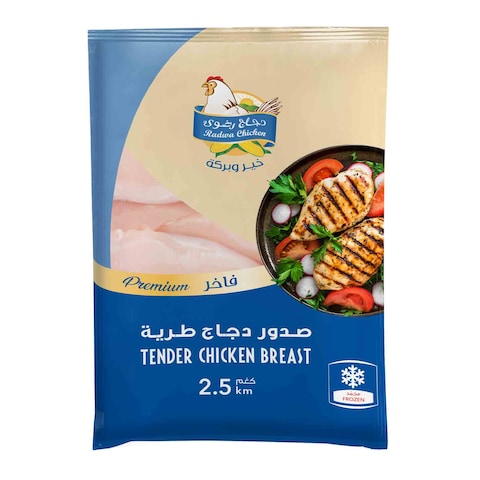 دجاج رضوى
Radwa Chicken
خير وبركة
Premium فاخر
صدور دجاج طرية
TENDER CHICKEN BREAST
2.5 كغم
km
مجمد
FROZEN